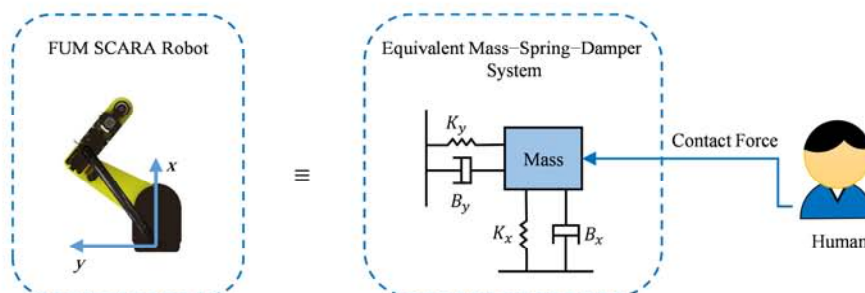 FUM SCARA Robot
Equivalent Mass−Spring−Damper
System
x
y
≡
K_y
B_y
Mass
K_x
B_x
Contact Force
Human